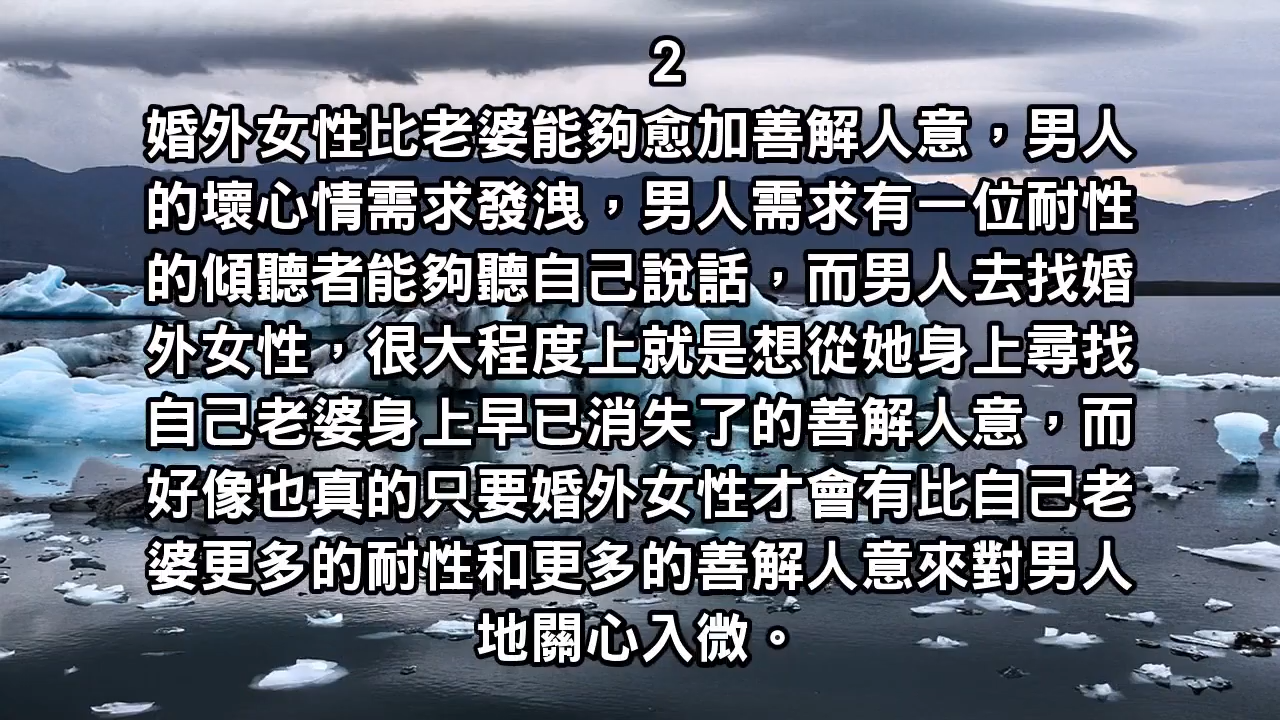 2
婚外女性比老婆能夠愈加善解人意，男人
的壞心情需求發洩，男人需求有一位耐性
的傾聽者能夠聽自己說話，而男人去找婚
外女性，很大程度上就是想從她身上尋找
自己老婆身上早已消失了的善解人意，而
好像也真的只要婚外女性才會有比自己老
婆更多的耐性和更多的善解人意來對男人
地關心入微。